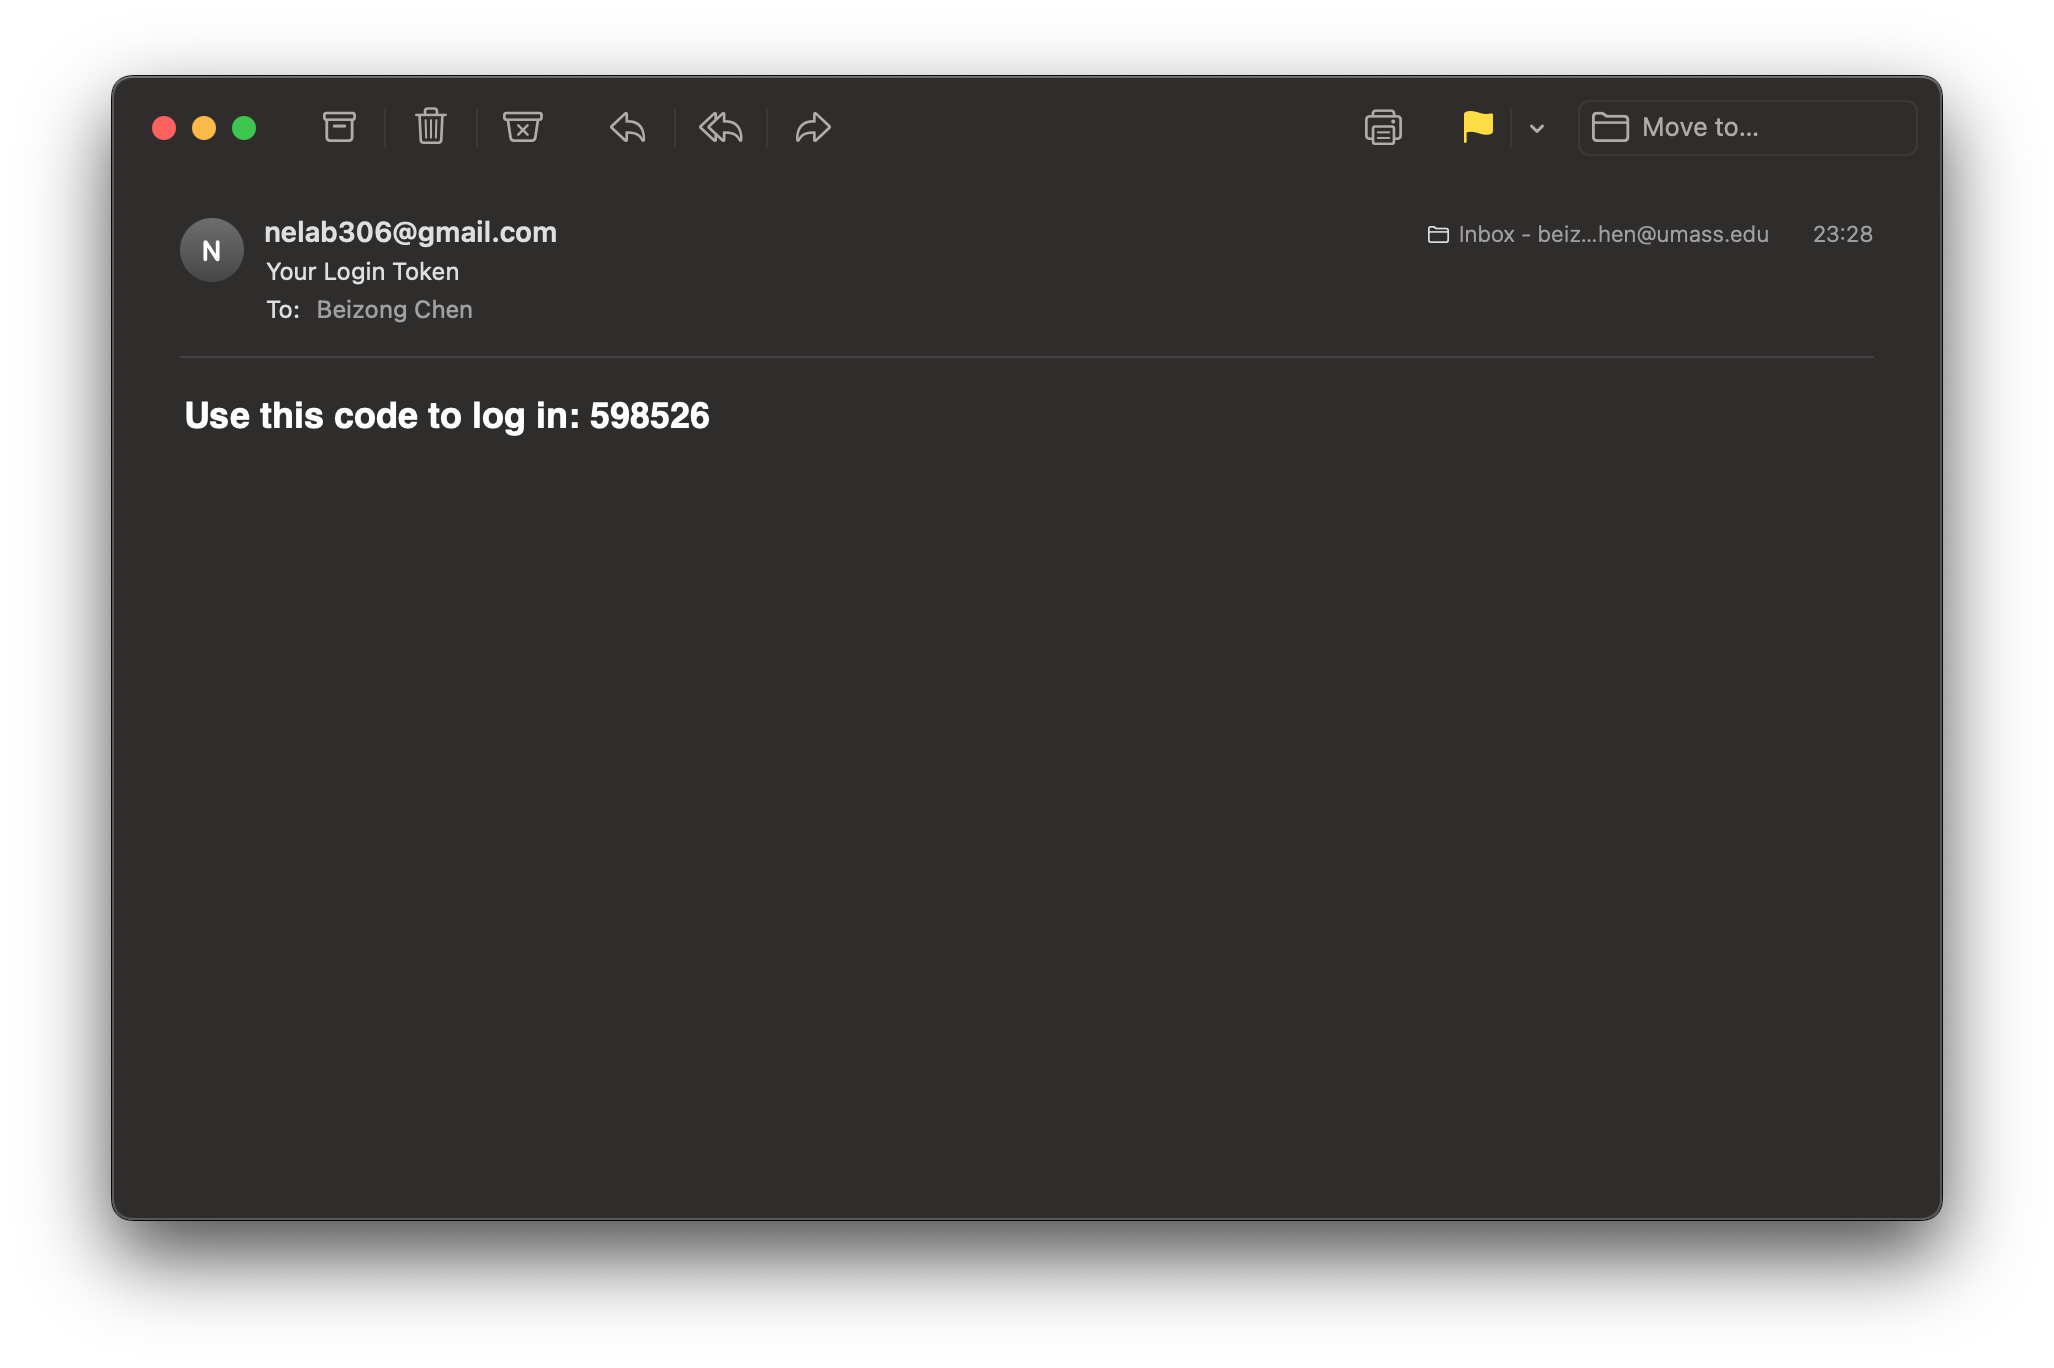 Move to...
N
nelab306@gmail.com
Inbox - beiz...hen@umass.edu 23:28
Your Login Token
To: Beizong Chen
Use this code to log in: 598526